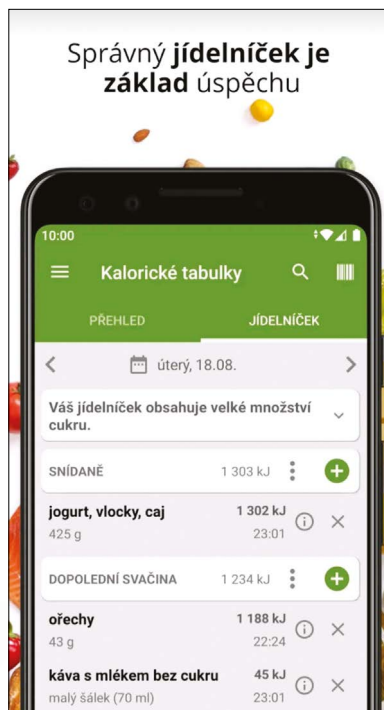 Správný jídelníček je
základ úspěchu
10:00
Kalorické tabulky
PŘEHLED JÍDELNÍČEK
úterý, 18.08.
Váš jídelníček obsahuje velké množství
cukru.
SNÍDANĚ 1 303 kJ
jogurt, vločky, caj 1 302 kJ
425 g 23:01
DOPOLEDNÍ SVAČINA 1 234 kJ
ořechy 1 188 kJ
43 g 22:24
káva s mlékem bez cukru 45 kJ
malý šálek (70 ml) 23:01